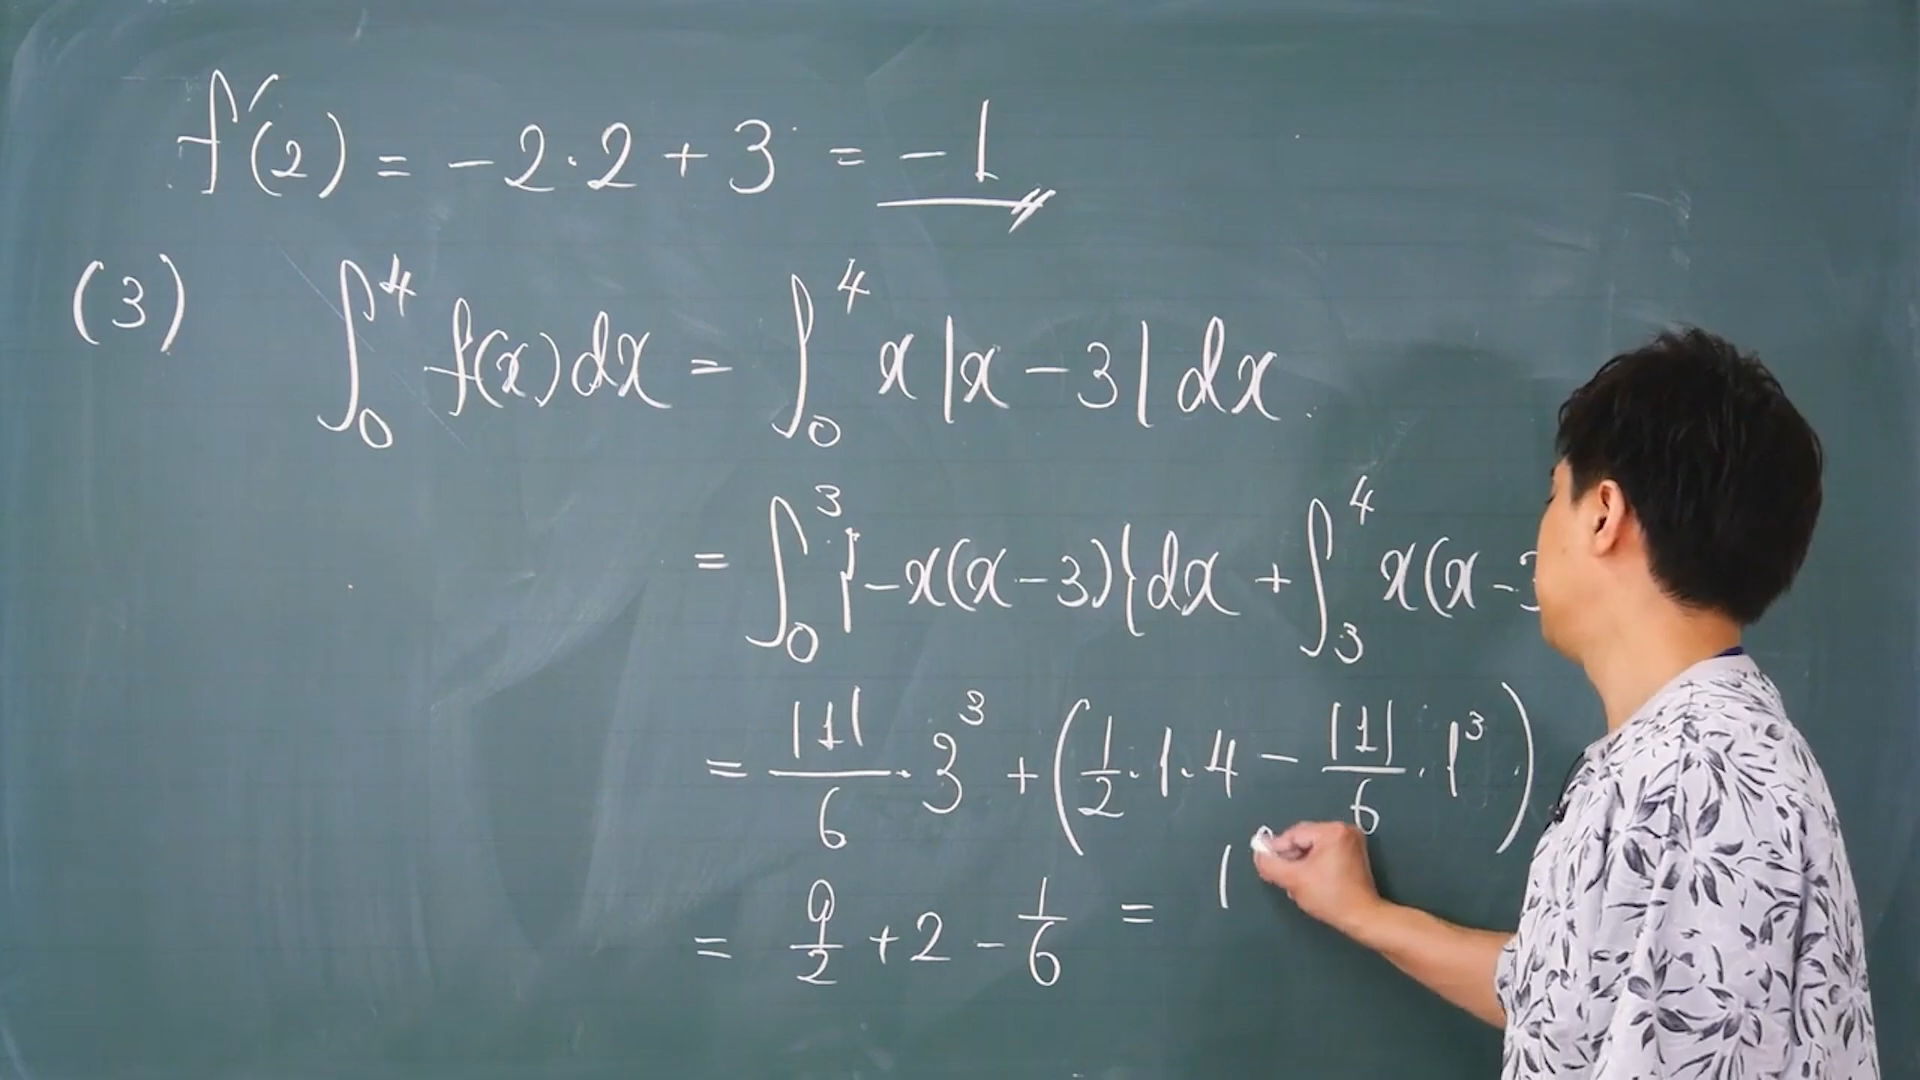 f'(2) = -2·2 + 3 = -1
(3) ∫₀⁴ f(x)dx = ∫₀⁴ x|x-3|dx
= ∫₀³ {-x(x-3)}dx + ∫₃⁴ x(x-3
= |1|/6 · 3³ + (1/2 · 1 · 4 - |1|/6 · 1³)
= 9/2 + 2 - 1/6 = 1